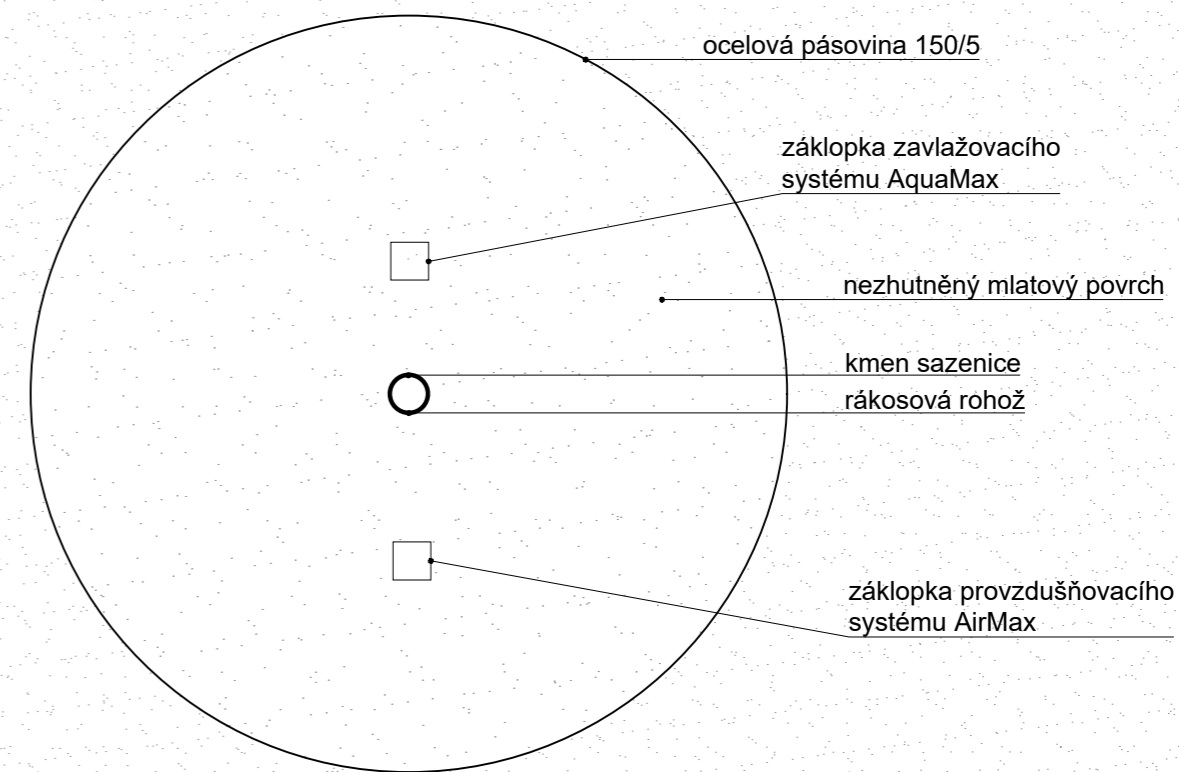 ocelová pásovina 150/5
záklopka zavlažovacího
systému AquaMax
nezhutněný mlatový povrch
kmen sazenice
rákosová rohož
záklopka provzdušňovacího
systému AirMax